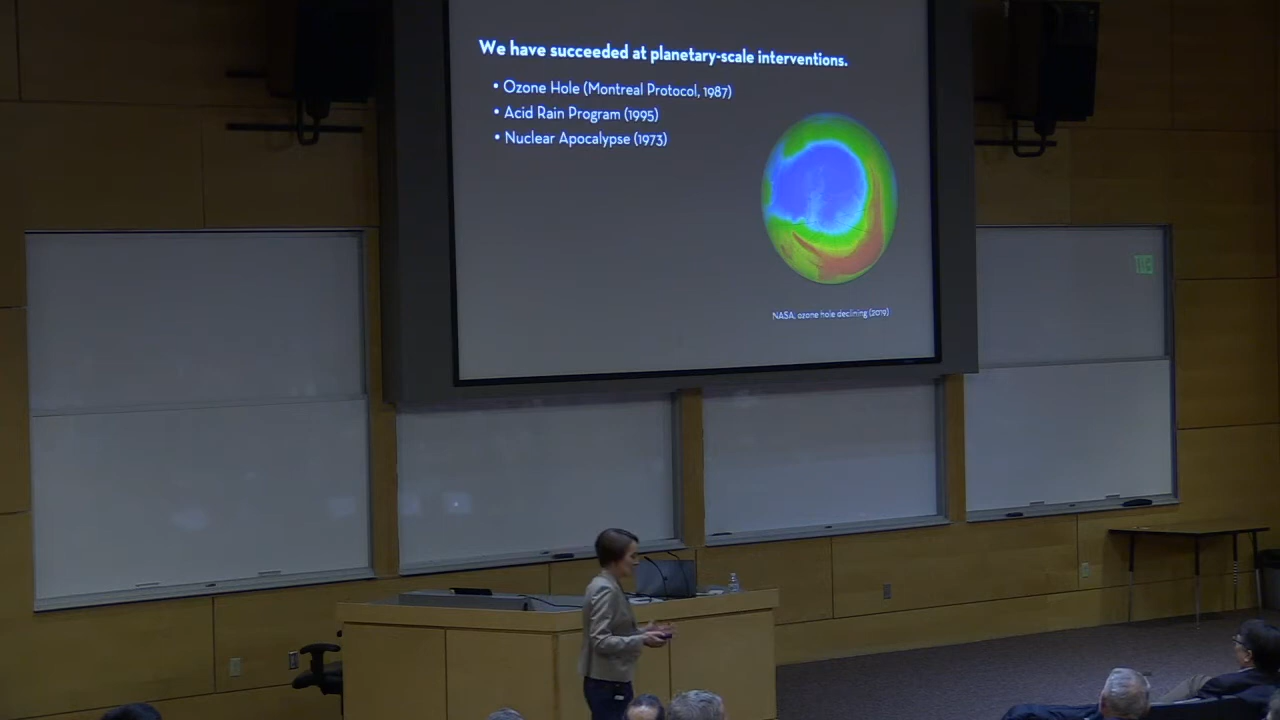 We have succeeded at planetary-scale interventions.
• Ozone Hole (Montreal Protocol, 1987)
• Acid Rain Program (1995)
• Nuclear Apocalypse (1973)
NASA, ozone hole declining (2019)